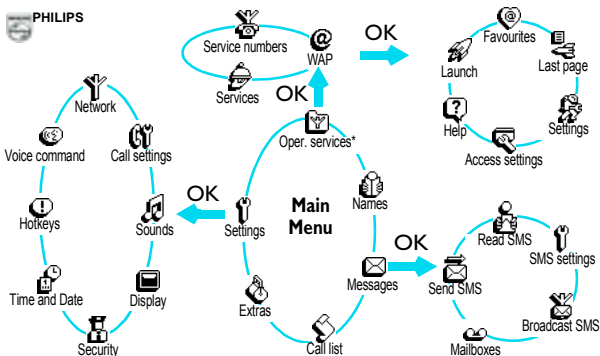 PHILIPS
Service numbers
@
WAP
Services
OK
OK
@
Favourites
Launch
Last page
?
Help
Settings
Access settings
Network
Voice command
Call settings
Hotkeys
Sounds
Time and Date
Display
Security
OK
Oper. services*
Main
Menu
Names
Settings
Messages
Extras
Call list
OK
Read SMS
SMS settings
Send SMS
Broadcast SMS
Mailboxes